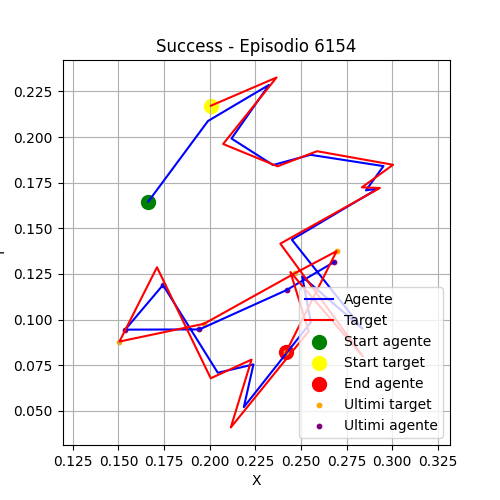 Success - Episodio 6154
0.225
0.200
0.175
0.150
0.125
0.100
0.075
0.050
Agente
Target
Start agente
Start target
End agente
Ultimi target
Ultimi agente
0.125 0.150 0.175 0.200 0.225 0.250 0.275 0.300 0.325
X